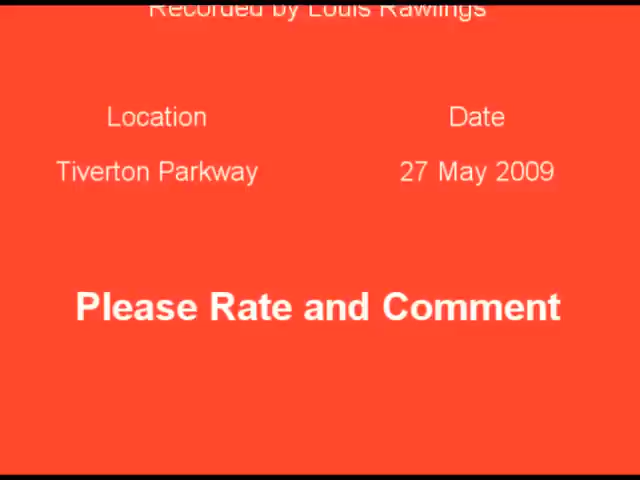 Recorded by Louis Rawlings
Location Date
Tiverton Parkway 27 May 2009
Please Rate and Comment